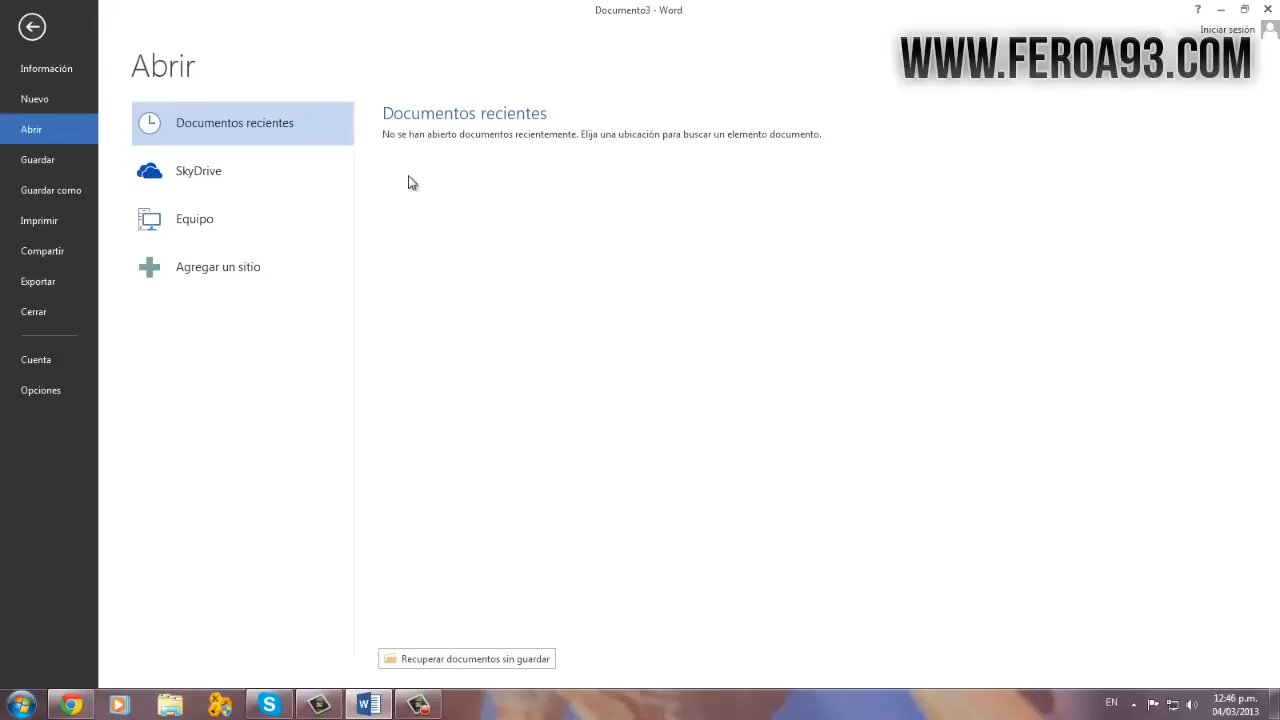 Documento3 - Word
?
Iniciar sesión
WWW.FEROA93.COM
Información
Nuevo
Abrir
Guardar
Guardar como
Imprimir
Compartir
Exportar
Cerrar
Cuenta
Opciones
Abrir
Documentos recientes
SkyDrive
Equipo
Agregar un sitio
Documentos recientes
No se han abierto documentos recientemente. Elija una ubicación para buscar un elemento documento.
Recuperar documentos sin guardar
EN
12:46 p.m.
04/03/2013